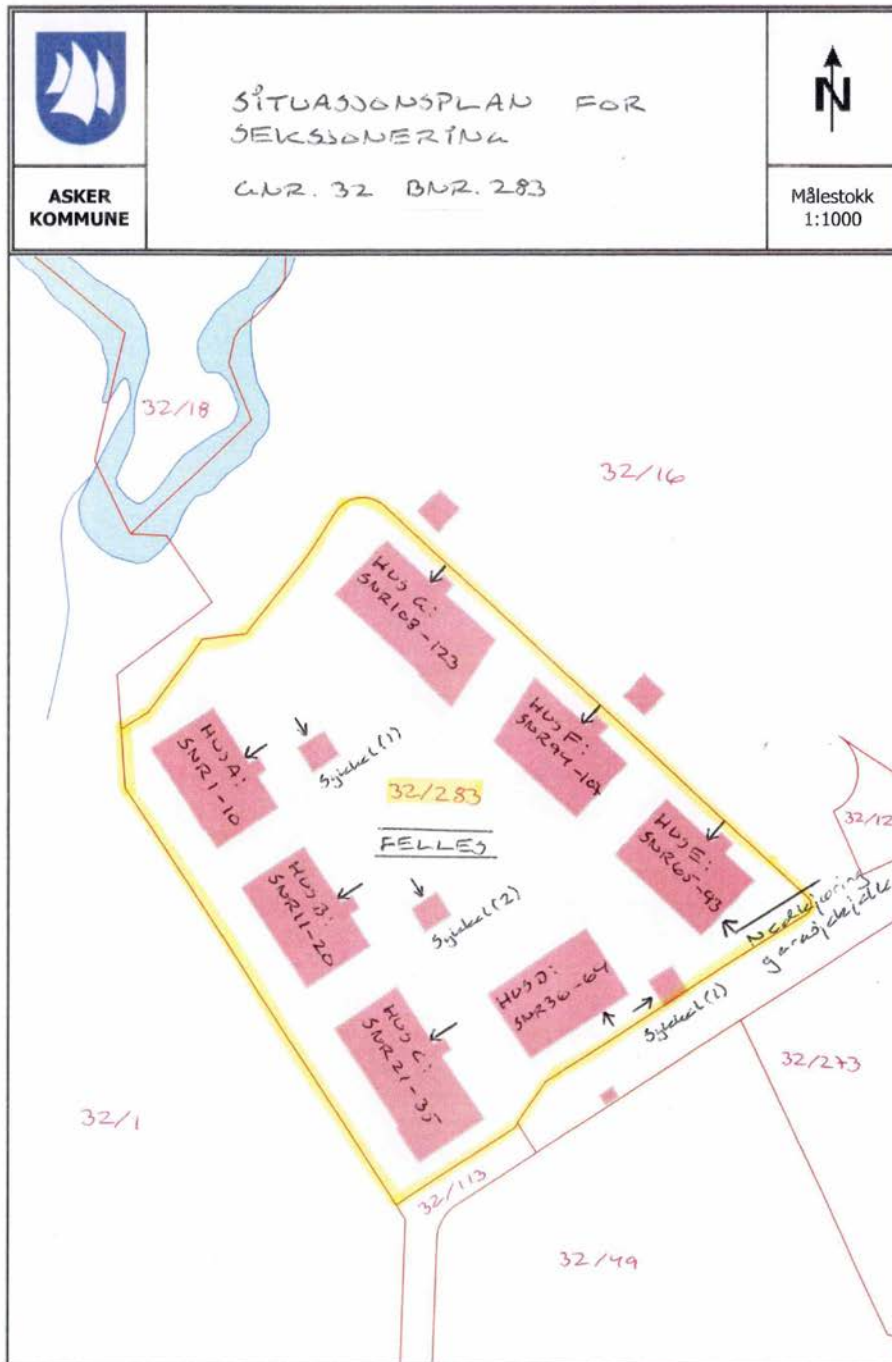 SITUASJONSPLAN FOR
SEKSJONERING
GNR. 32 BNR. 283
ASKER
KOMMUNE
N
Målestokk
1:1000
32/18
32/16
HUS G:
SNR108-123
HUS F:
SNR94-107
HUS A:
SNR1-10
Sykkel(1)
32/283
FELLES
HUS E:
SNR65-93
32/12
HUS B:
SNR11-20
Sykkel(2)
Nedkjøring
HUS D:
SNR36-64
Sykkel(1)
HUS C:
SNR21-35
32/273
32/1
32/113
32/49